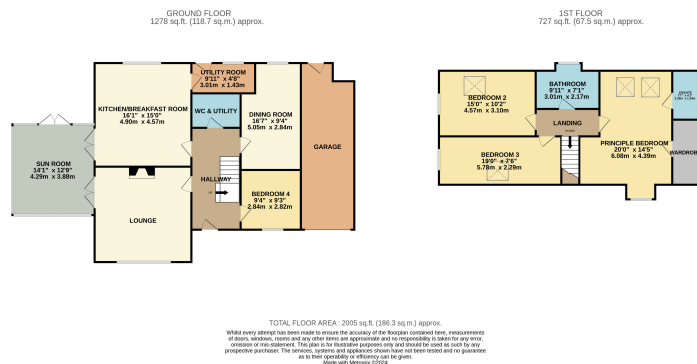 GROUND FLOOR
1278 sq.ft. (118.7 sq.m.) approx.
1ST FLOOR
727 sq.ft. (67.5 sq.m.) approx.
UTILITY ROOM
9'11" x 4'8"
3.01m x 1.43m
KITCHEN/BREAKFAST ROOM
16'1" x 15'0"
4.90m x 4.57m
WC & UTILITY
DINING ROOM
16'7" x 9'4"
5.05m x 2.84m
GARAGE
SUN ROOM
14'1" x 12'9"
4.29m x 3.88m
HALLWAY
UP
LOUNGE
BEDROOM 4
9'4" x 9'3"
2.84m x 2.82m
BEDROOM 2
15'0" x 10'2"
4.57m x 3.10m
BATHROOM
9'11" x 7'1"
3.01m x 2.17m
LANDING
DOWN
PRINCIPLE BEDROOM
20'0" x 14'5"
6.08m x 4.39m
ENSUITE
WARDROB
BEDROOM 3
19'0" x 7'6"
5.78m x 2.29m
TOTAL FLOOR AREA : 2005 sq.ft. (186.3 sq.m.) approx.
Whilst every attempt has been made to ensure the accuracy of the floorplan contained here, measurements
of doors, windows, rooms and any other items are approximate and no responsibility is taken for any error,
omission or mis-statement. This plan is for illustrative purposes only and should be used as such by any
prospective purchaser. The services, systems and appliances shown have not been tested and no guarantee
as to their operability or efficiency can be given.
Made with Metropix ©2024